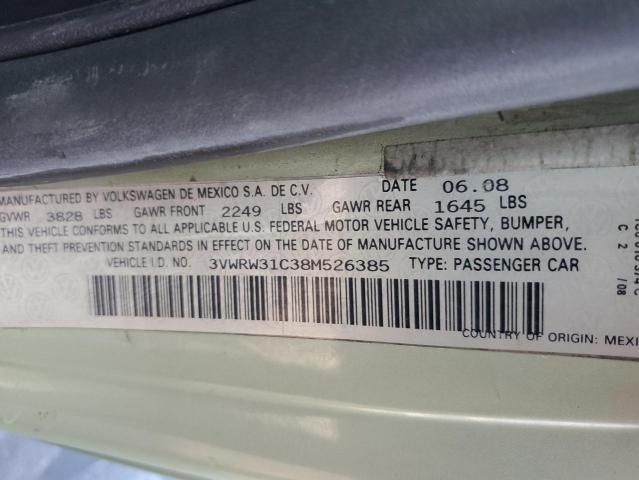 MANUFACTURED BY VOLKSWAGEN DE MEXICO S.A. DE C.V. DATE 06.08
GVWR 3828 LBS GAWR FRONT 2249 LBS GAWR REAR 1645 LBS
THIS VEHICLE CONFORMS TO ALL APPLICABLE U.S. FEDERAL MOTOR VEHICLE SAFETY, BUMPER,
AND THEFT PREVENTION STANDARDS IN EFFECT ON THE DATE OF MANUFACTURE SHOWN ABOVE.
VEHICLE I.D. NO. 3VWRW31C38M526385 TYPE: PASSENGER CAR
COUNTRY OF ORIGIN: MEXI
C 2 /08